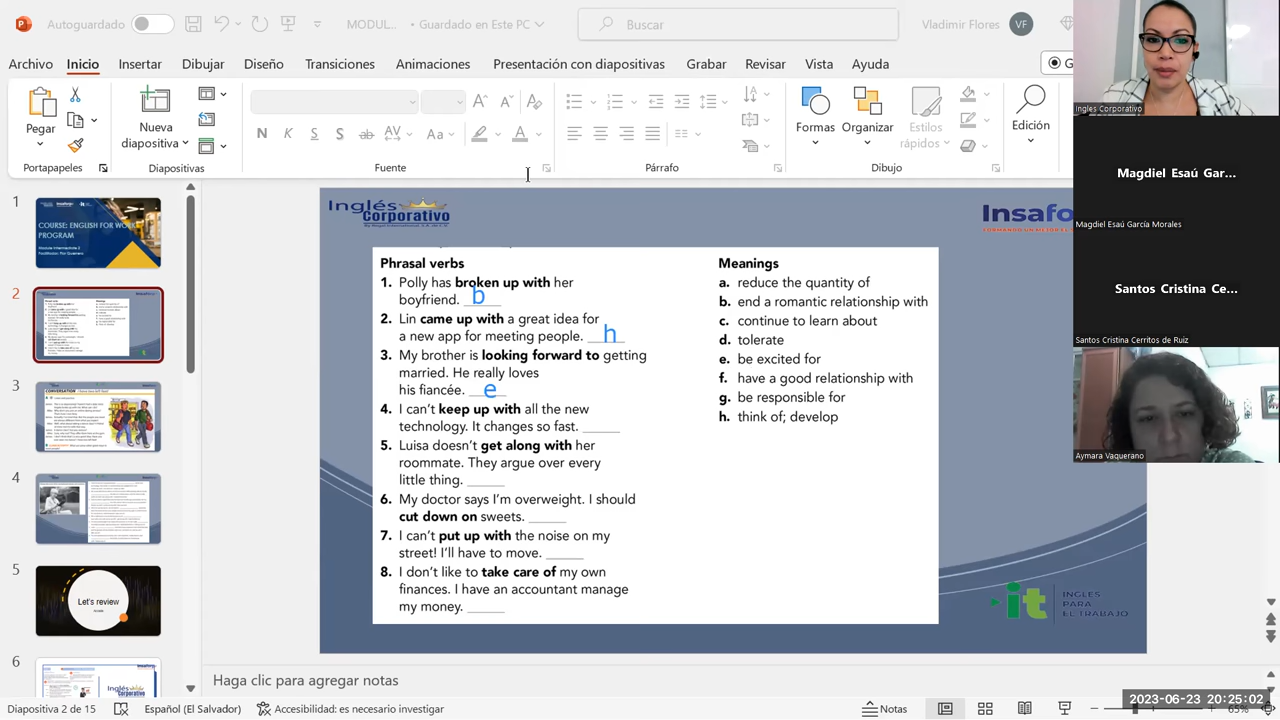 Autoguardado
MODUL... • Guardado en Este PC
Buscar
Vladimir Flores VF
Archivo Inicio Insertar Dibujar Diseño Transiciones Animaciones Presentación con diapositivas Grabar Revisar Vista Ayuda
Pegar
Nueva diapositiva
N K S S ab AV Aa A
Formas Organizar Estilos rápidos Edición
Portapapeles Diapositivas Fuente Párrafo Dibujo
1
COURSE: ENGLISH FOR WORK PROGRAM
2
3
4
5
Let's review
6
Inglés Corporativo
Insafo
Phrasal verbs
1. Polly has broken up with her
boyfriend. b
2. Lin came up with a great idea for
a new app for meeting people. h
3. My brother is looking forward to getting
married. He really loves
his fiancée. e
4. I can't keep up with all the new
technology. It changes so fast.
5. Luisa doesn't get along with her
roommate. They argue over every
little thing.
6. My doctor says I'm overweight. I should
cut down on sweets.
7. I can't put up with the noise on my
street! I'll have to move.
8. I don't like to take care of my own
finances. I have an accountant manage
my money.
Meanings
a. reduce the quantity of
b. end a romantic relationship with
c. continue to learn about
d. tolerate
e. be excited for
f. have a good relationship with
g. be responsible for
h. think of; develop
it INGLES
PARA
EL TRABAJO
Ingles Corporativo
Magdiel Esaú Gar...
Magdiel Esaú García Morales
Santos Cristina Ce...
Santos Cristina Cerritos de Ruiz
Aymara Vaquerano
Haga clic para agregar notas
Diapositiva 2 de 15 Español (El Salvador) Accesibilidad: es necesario investigar Notas 65%
2023-06-23 20:25:02